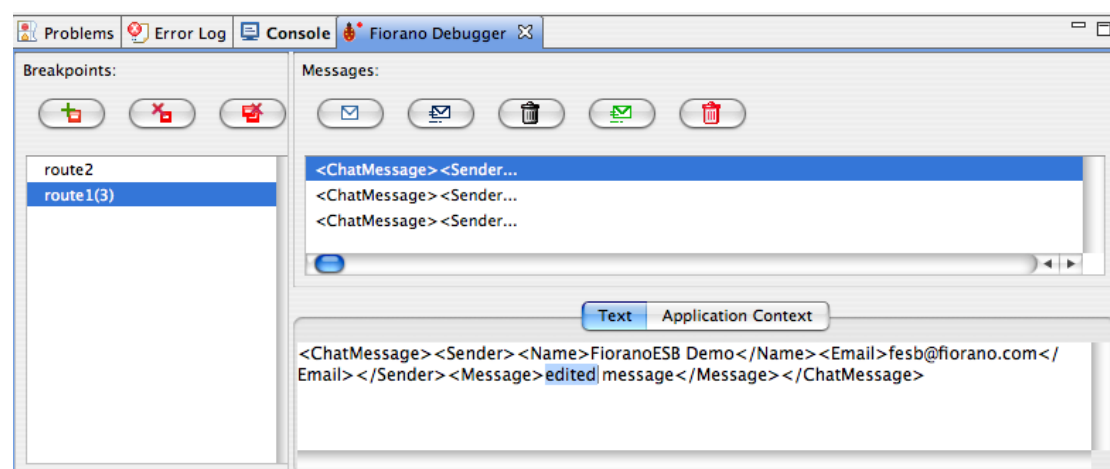 Problems Error Log Console Fiorano Debugger
Breakpoints:
Messages:
route2
route1(3)
<ChatMessage><Sender...
<ChatMessage><Sender...
<ChatMessage><Sender...
Text Application Context
<ChatMessage><Sender><Name>FioranoESB Demo</Name><Email>fesb@fiorano.com</
Email></Sender><Message>edited message</Message></ChatMessage>